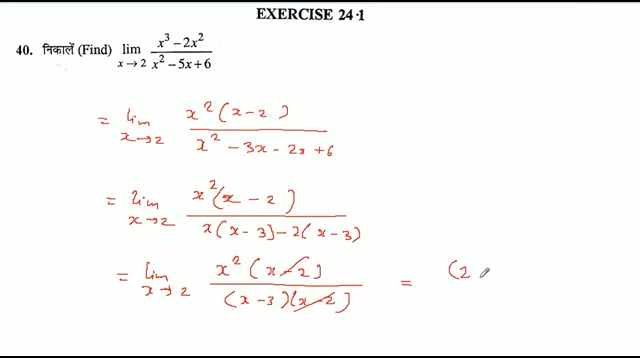 EXERCISE 24·1
40. निकालें (Find) lim x→2 (x³ − 2x²)/(x² − 5x + 6)
= lim x→2 x²(x−2)/(x² − 3x − 2x + 6)
= lim x→2 x²(x − 2)/(x(x−3) − 2(x−3))
= lim x→2 x²(x−2)/((x−3)(x−2)) = (2